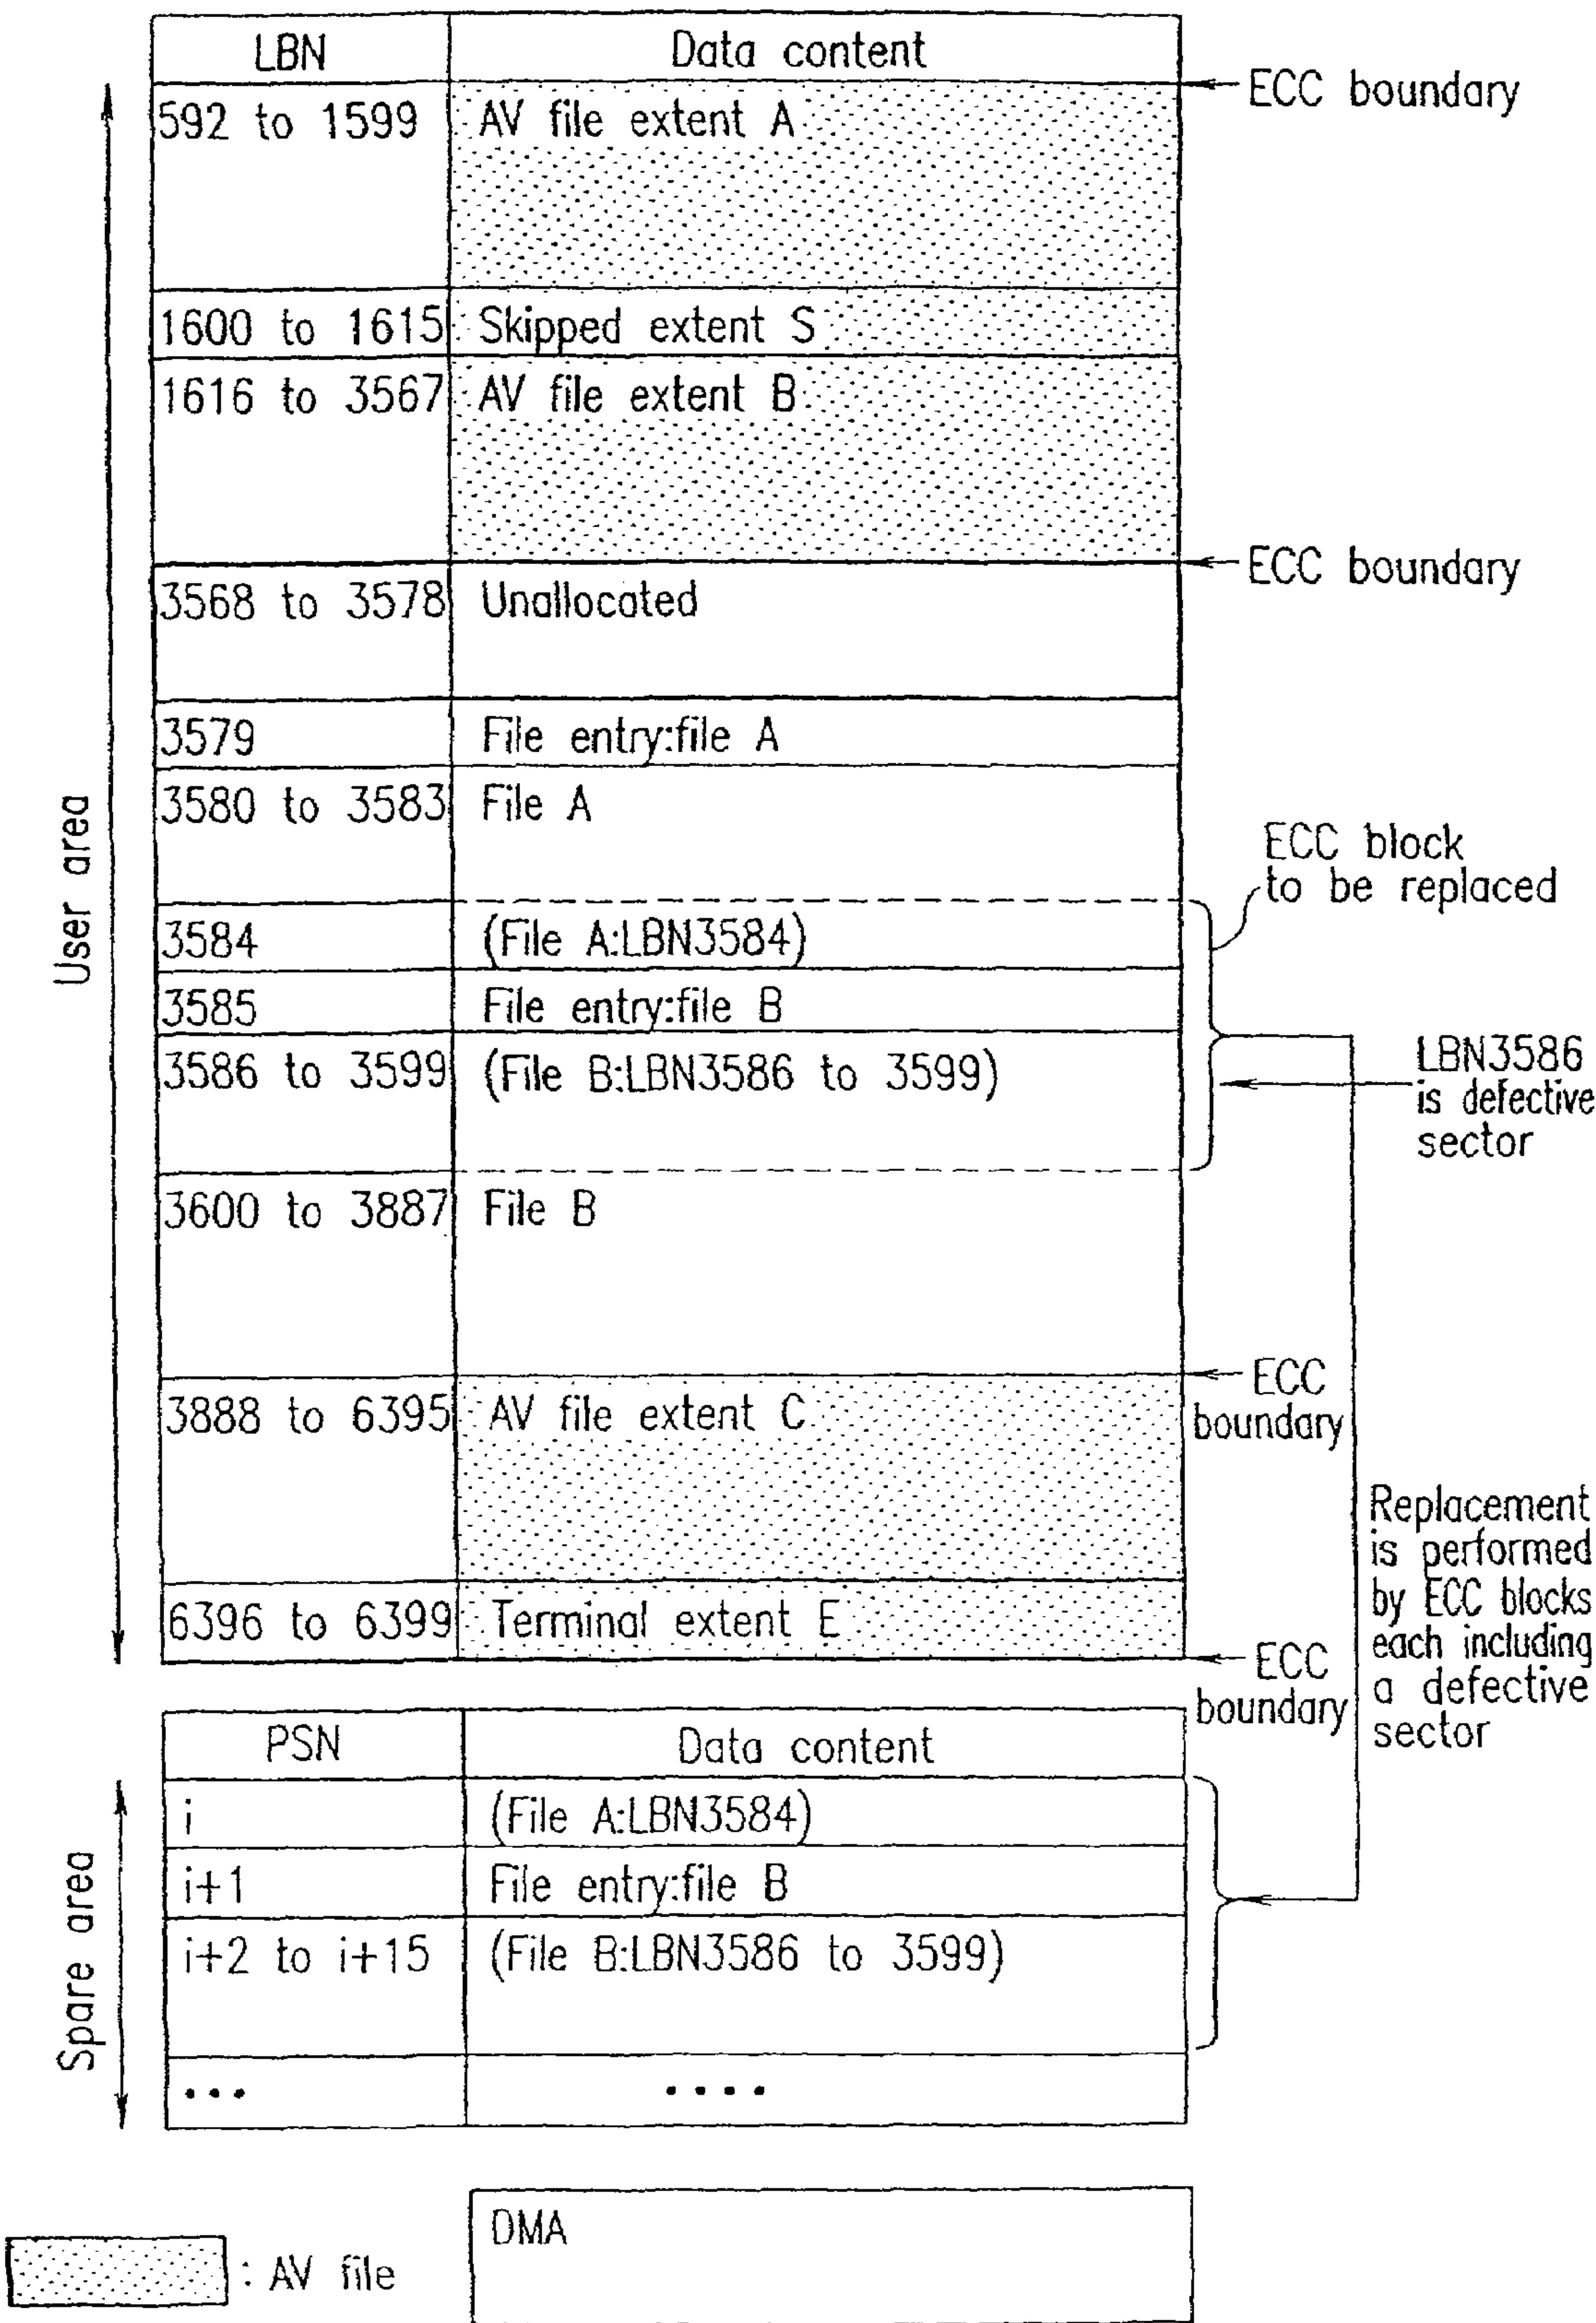 LBN Data content
592 to 1599 AV file extent A
ECC boundary
1600 to 1615 Skipped extent S
1616 to 3567 AV file extent B
ECC boundary
3568 to 3578 Unallocated
3579 File entry:file A
3580 to 3583 File A
ECC block
to be replaced
3584 (File A:LBN3584)
3585 File entry:file B
3586 to 3599 (File B:LBN3586 to 3599)
LBN3586
is defective
sector
3600 to 3887 File B
ECC
boundary
3888 to 6395 AV file extent C
6396 to 6399 Terminal extent E
ECC
boundary
User area
Replacement
is performed
by ECC blocks
each including
a defective
sector
PSN Data content
i (File A:LBN3584)
i+1 File entry:file B
i+2 to i+15 (File B:LBN3586 to 3599)
... ....
Spare area
DMA
: AV file